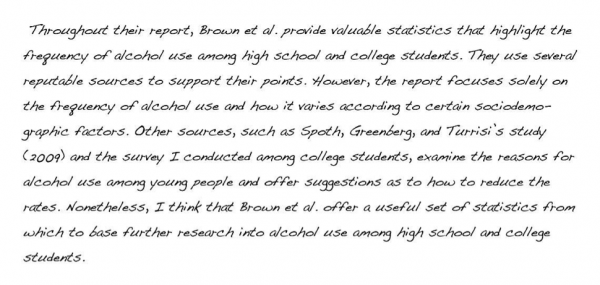 Throughout their report, Brown et al. provide valuable statistics that highlight the
frequency of alcohol use among high school and college students. They use several
reputable sources to support their points. However, the report focuses solely on
the frequency of alcohol use and how it varies according to certain sociodemo-
graphic factors. Other sources, such as Spoth, Greenberg, and Turrisi's study
(2009) and the survey I conducted among college students, examine the reasons for
alcohol use among young people and offer suggestions as to how to reduce the
rates. Nonetheless, I think that Brown et al. offer a useful set of statistics from
which to base further research into alcohol use among high school and college
students.